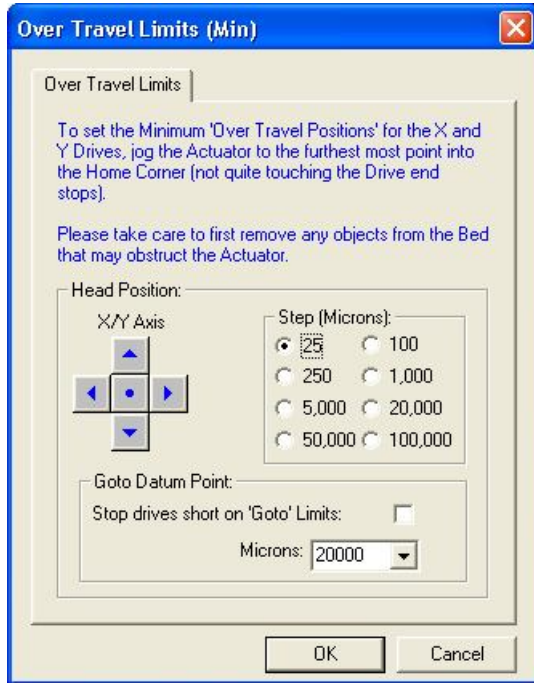 Over Travel Limits (Min)
Over Travel Limits
To set the Minimum 'Over Travel Positions' for the X and
Y Drives, jog the Actuator to the furthest most point into
the Home Corner (not quite touching the Drive end
stops).
Please take care to first remove any objects from the Bed
that may obstruct the Actuator.
Head Position:
X/Y Axis
Step (Microns):
25 100
250 1,000
5,000 20,000
50,000 100,000
Goto Datum Point:
Stop drives short on 'Goto' Limits:
Microns: 20000
OK Cancel